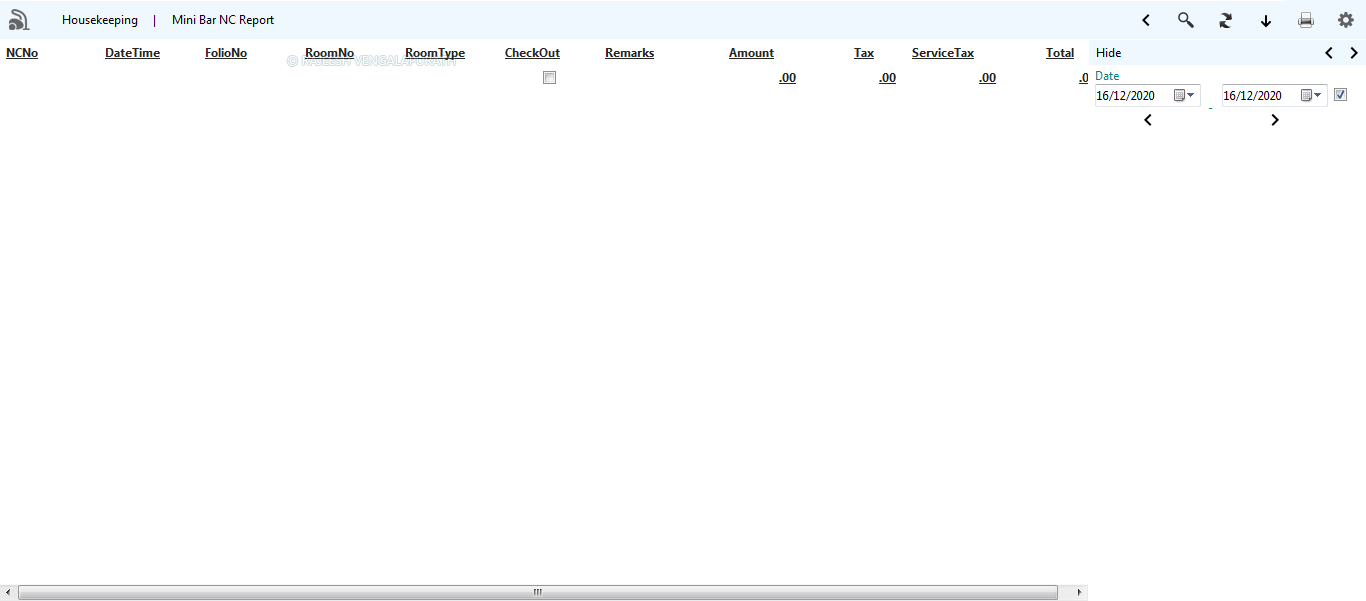 Housekeeping | Mini Bar NC Report
NCNo DateTime FolioNo RoomNo RoomType CheckOut Remarks Amount Tax ServiceTax Total
© RAJEESH VENGALAPURATH
.00 .00 .00 .0
Hide
Date
16/12/2020 - 16/12/2020